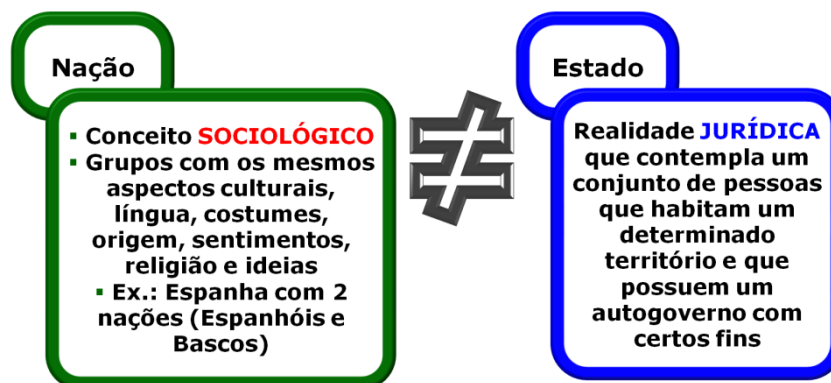 Nação
▪ Conceito SOCIOLÓGICO
▪ Grupos com os mesmos
aspectos culturais,
língua, costumes,
origem, sentimentos,
religião e ideias
▪ Ex.: Espanha com 2
nações (Espanhóis e
Bascos)
≠
Estado
Realidade JURÍDICA
que contempla um
conjunto de pessoas
que habitam um
determinado
território e que
possuem um
autogoverno com
certos fins